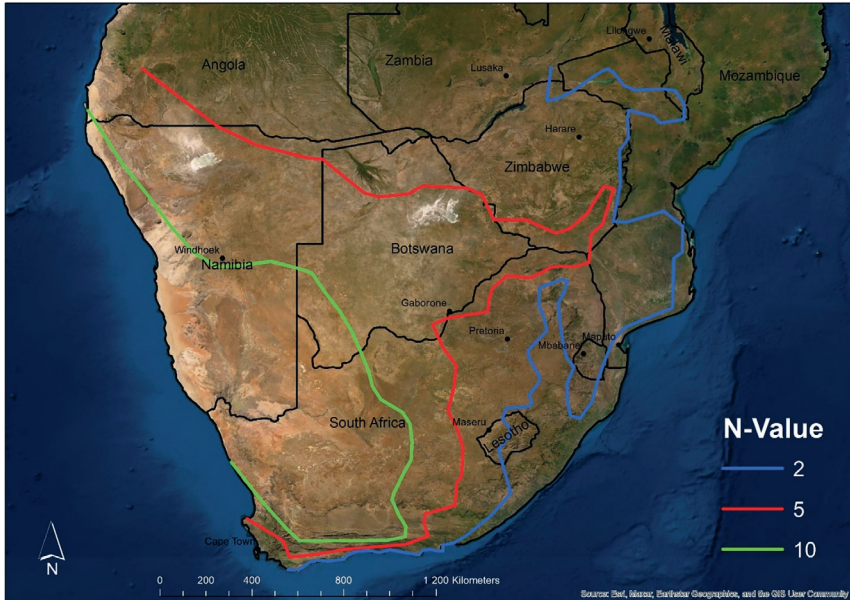 Lilongwe
Malawi
Angola
Zambia
Lusaka
Mozambique
Harare
Zimbabwe
Windhoek
Namibia
Botswana
Gaborone
Pretoria
Mbabane
Maputo
South Africa
Maseru
Lesotho
N-Value
2
5
10
Cape Town
N
0 200 400 800 1 200 Kilometers
Source: Esri, Maxar, Earthstar Geographics, and the GIS User Community